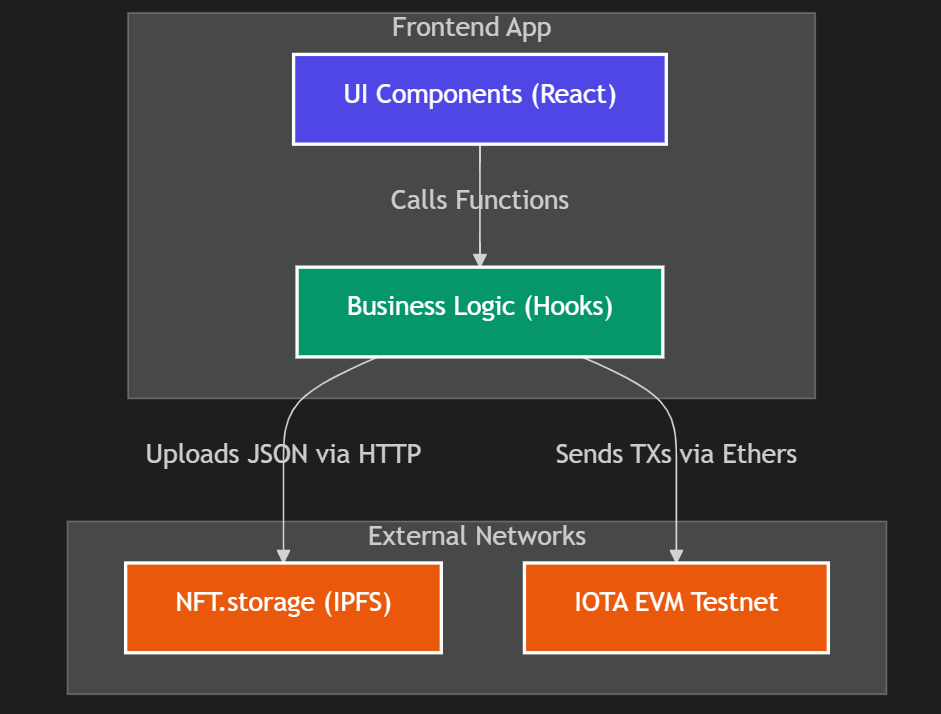 Frontend App
UI Components (React)
Calls Functions
Business Logic (Hooks)
Uploads JSON via HTTP
Sends TXs via Ethers
External Networks
NFT.storage (IPFS)
IOTA EVM Testnet